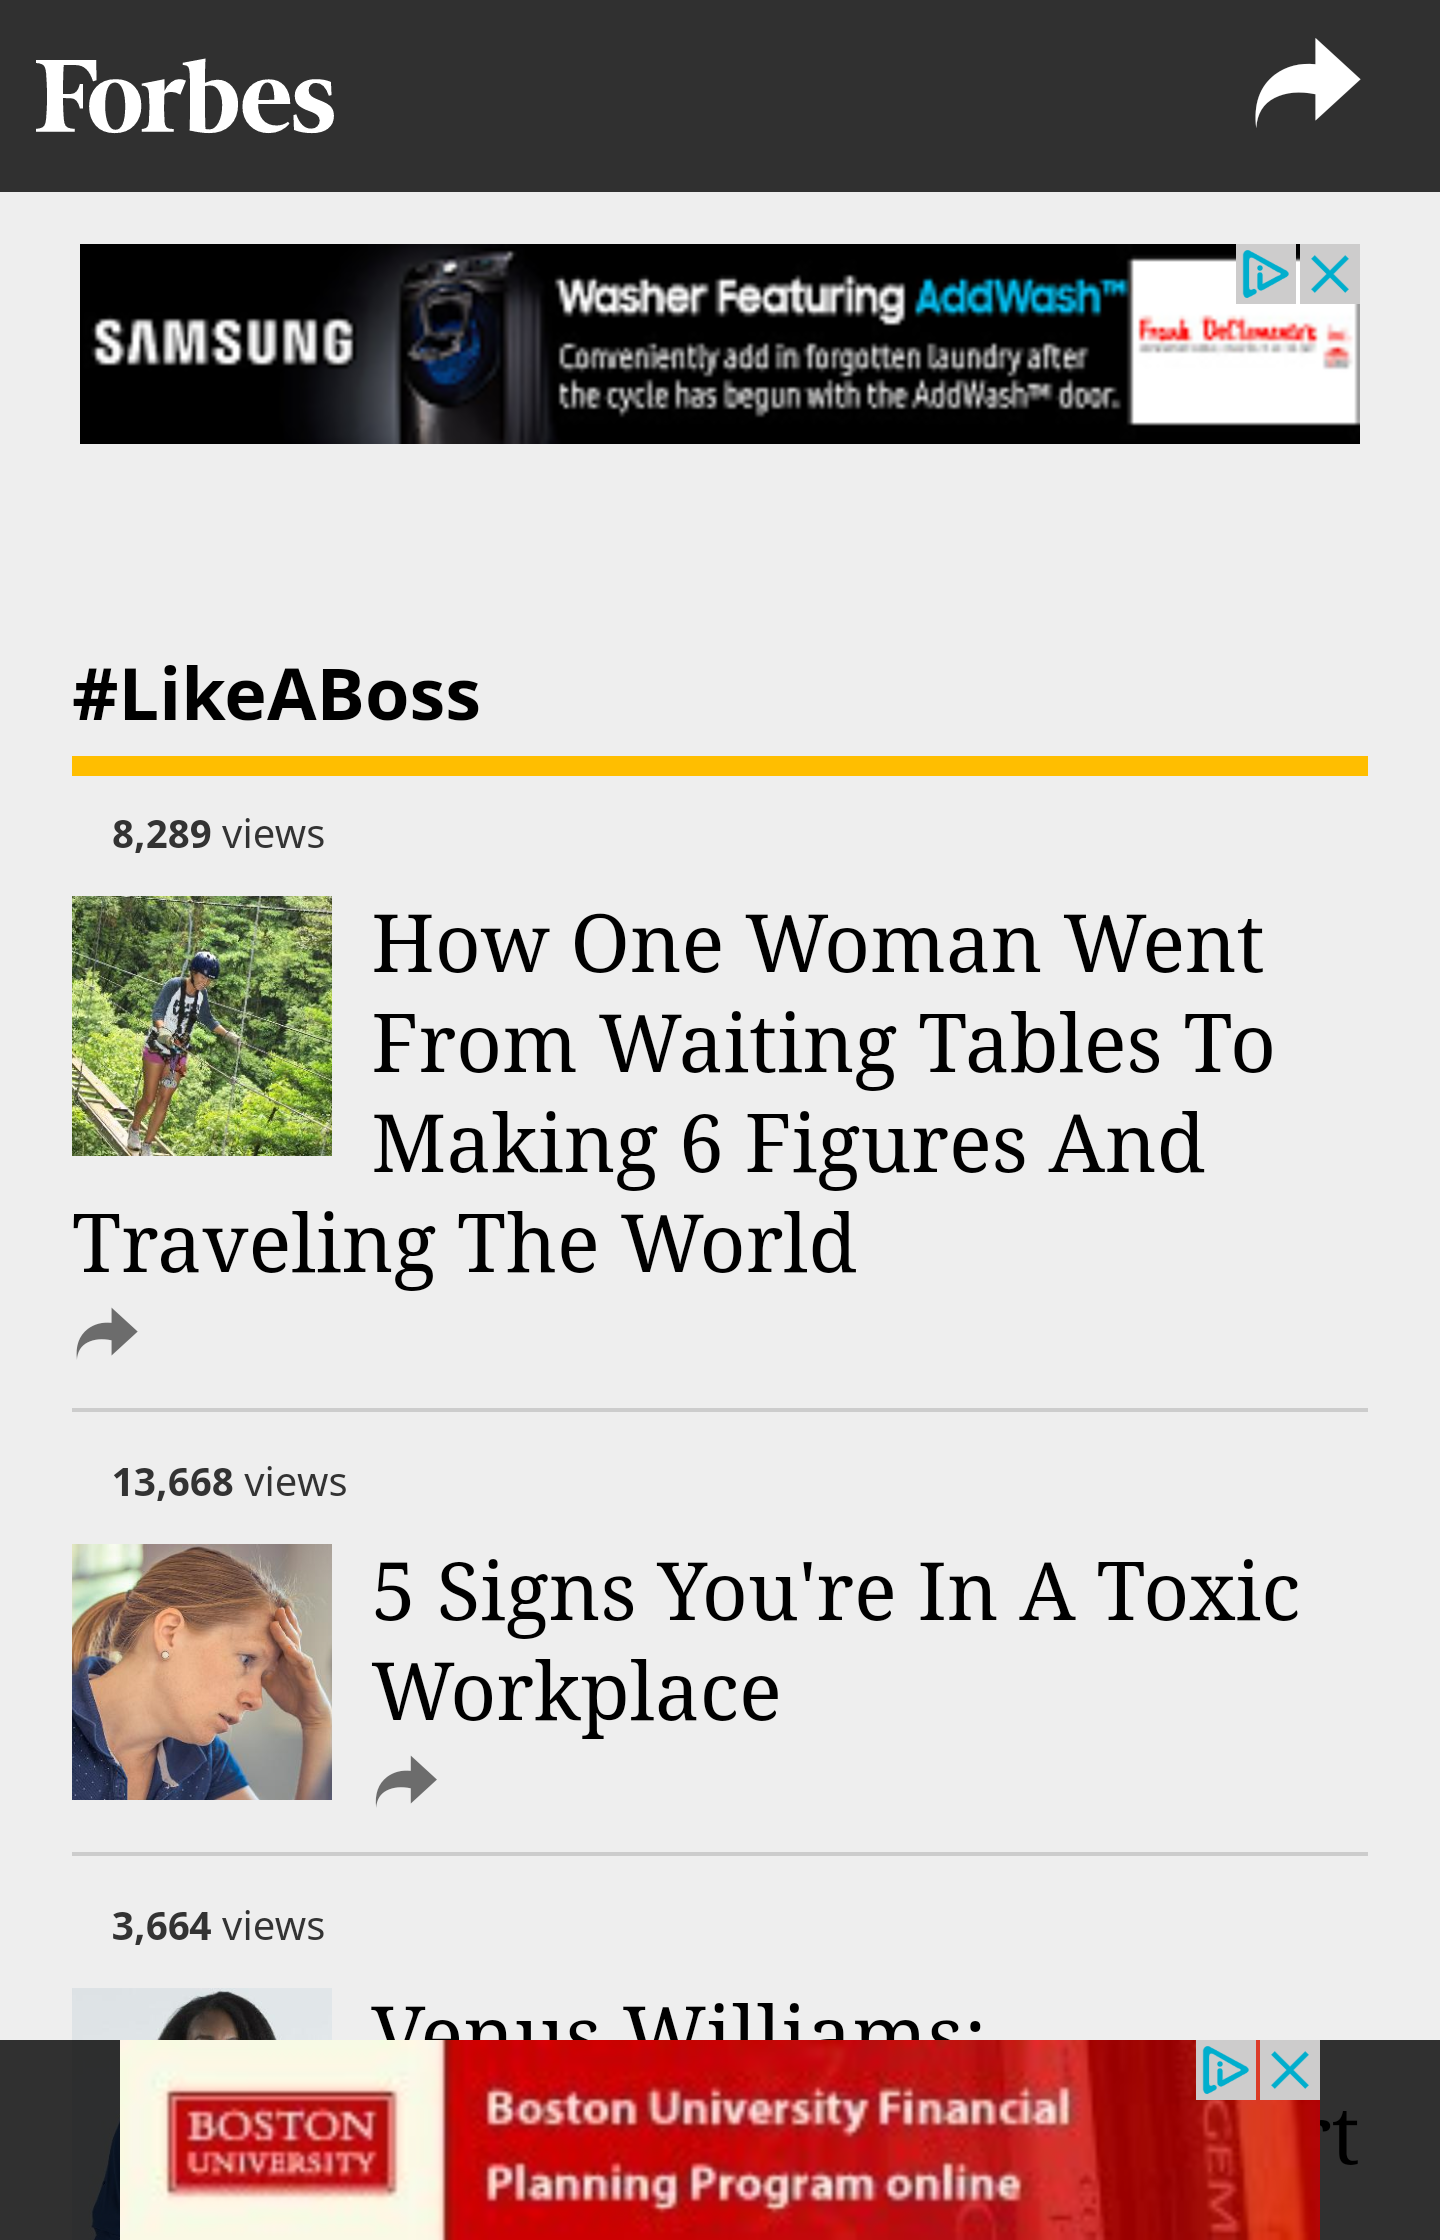 Forbes
SAMSUNG
Washer Featuring AddWash™
Conveniently add in forgotten laundry after
the cycle has begun with the AddWash™ door.
Frank DeClemente's
#LikeABoss
8,289 views
How One Woman Went
From Waiting Tables To
Making 6 Figures And
Traveling The World
13,668 views
5 Signs You're In A Toxic
Workplace
3,664 views
Venus Williams:
BOSTON
UNIVERSITY
Boston University Financial
Planning Program online